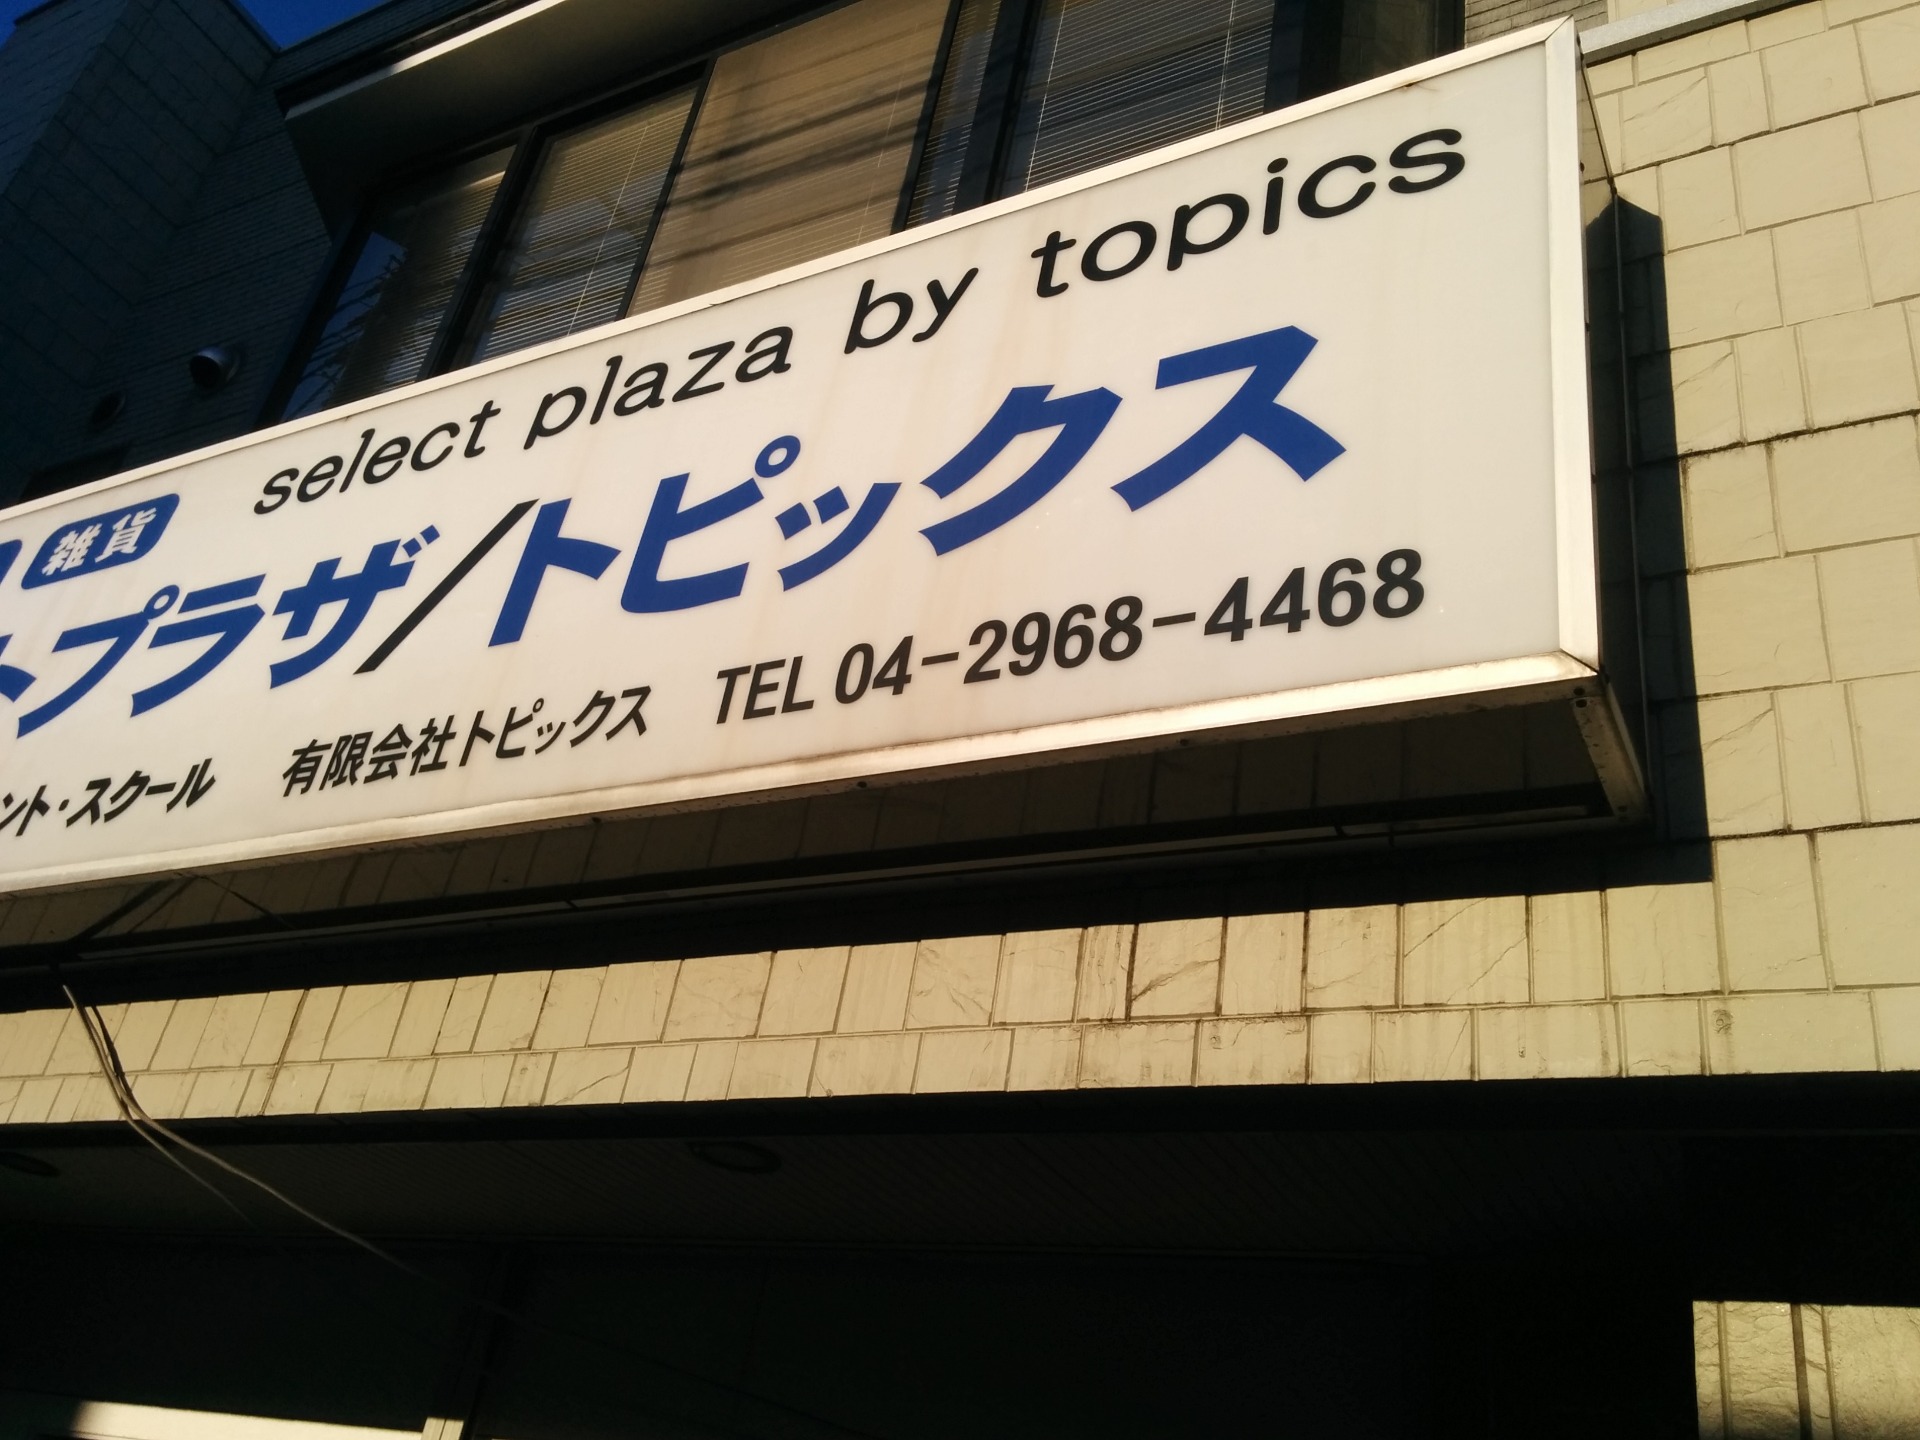 select plaza by topics
雑貨
トプラザ/トピックス
ント・スクール 有限会社トピックス TEL 04-2968-4468